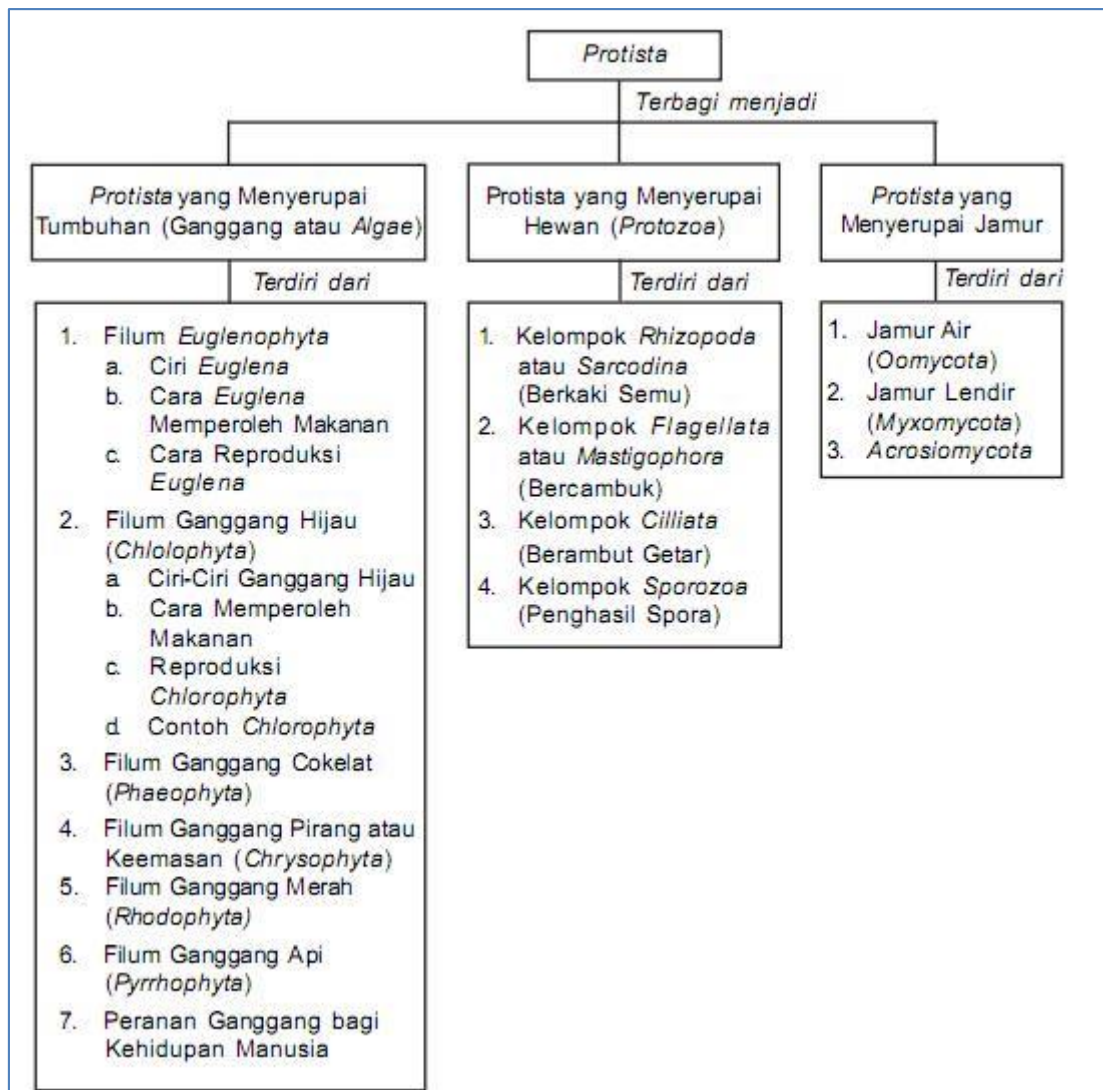 Protista
Terbagi menjadi
Protista yang Menyerupai
Tumbuhan (Ganggang atau Algae)
Terdiri dari
1. Filum Euglenophyta
a. Ciri Euglena
b. Cara Euglena
Memperoleh Makanan
c. Cara Reproduksi
Euglena
2. Filum Ganggang Hijau
(Chlolophyta)
a Ciri-Ciri Ganggang Hijau
b. Cara Memperoleh
Makanan
c. Reproduksi
Chlorophyta
d Contoh Chlorophyta
3. Filum Ganggang Cokelat
(Phaeophyta)
4. Filum Ganggang Pirang atau
Keemasan (Chrysophyta)
5. Filum Ganggang Merah
(Rhodophyta)
6. Filum Ganggang Api
(Pyrrhophyta)
7. Peranan Ganggang bagi
Kehidupan Manusia
Protista yang Menyerupai
Hewan (Protozoa)
Terdiri dari
1. Kelompok Rhizopoda
atau Sarcodina
(Berkaki Semu)
2. Kelompok Flagellata
atau Mastigophora
(Bercambuk)
3. Kelompok Cilliata
(Berambut Getar)
4. Kelompok Sporozoa
(Penghasil Spora)
Protista yang
Menyerupai Jamur
Terdiri dari
1. Jamur Air
(Oomycota)
2. Jamur Lendir
(Myxomycota)
3. Acrosiomycota